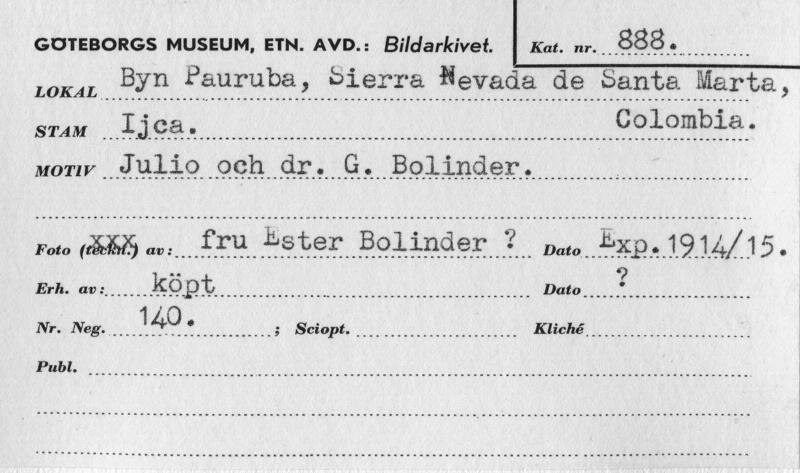 GÖTEBORGS MUSEUM, ETN. AVD.: Bildarkivet. Kat. nr. 888.
LOKAL Byn Pauruba, Sierra Nevada de Santa Marta,
STAM Ijca. Colombia.
MOTIV Julio och dr. G. Bolinder.
Foto (teckn.) av: fru Ester Bolinder ? Dato Exp. 1914/15.
Erh. av: köpt Dato ?
Nr. Neg. 140. ; Sciopt. Kliché
Publ.